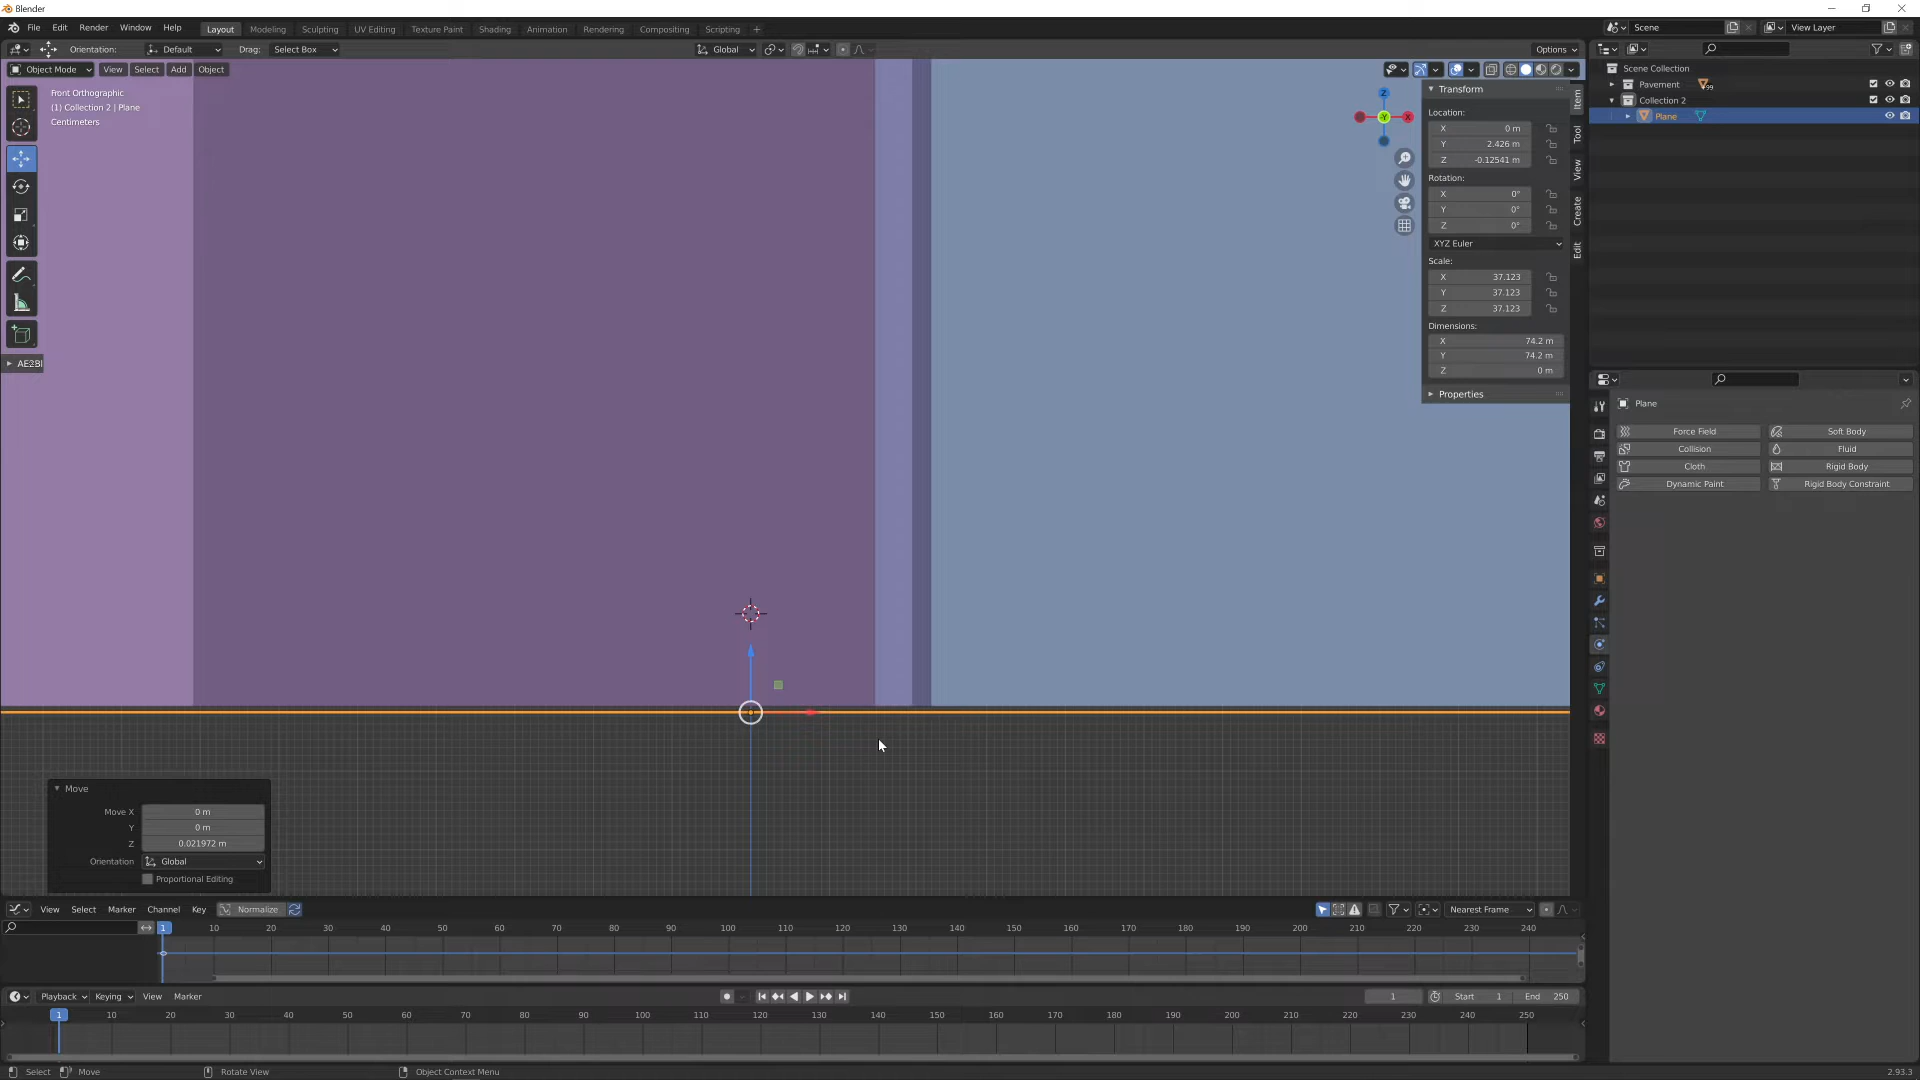 Blender
File Edit Render Window Help
Layout Modeling Sculpting UV Editing Texture Paint Shading Animation Rendering Compositing Scripting +
Scene
View Layer
Orientation: Default Drag: Select Box
Global
Options
Object Mode View Select Add Object
Front Orthographic
(1) Collection 2 | Plane
Centimeters
Z
X
-Y
AE2Bl
Transform
Location:
X 0 m
Y 2.426 m
Z -0.12541 m
Rotation:
X 0°
Y 0°
Z 0°
XYZ Euler
Scale:
X 37.123
Y 37.123
Z 37.123
Dimensions:
X 74.2 m
Y 74.2 m
Z 0 m
Properties
Item
Tool
View
Create
Edit
Scene Collection
Pavement 99
Collection 2
Plane
Plane
Force Field Soft Body
Collision Fluid
Cloth Rigid Body
Dynamic Paint Rigid Body Constraint
Move
Move X 0 m
Y 0 m
Z 0.021972 m
Orientation Global
Proportional Editing
View Select Marker Channel Key Normalize
Nearest Frame
1 10 20 30 40 50 60 70 80 90 100 110 120 130 140 150 160 170 180 190 200 210 220 230 240
Playback Keying View Marker
1 Start 1 End 250
1 10 20 30 40 50 60 70 80 90 100 110 120 130 140 150 160 170 180 190 200 210 220 230 240 250
Select Move Rotate View Object Context Menu
2.93.3